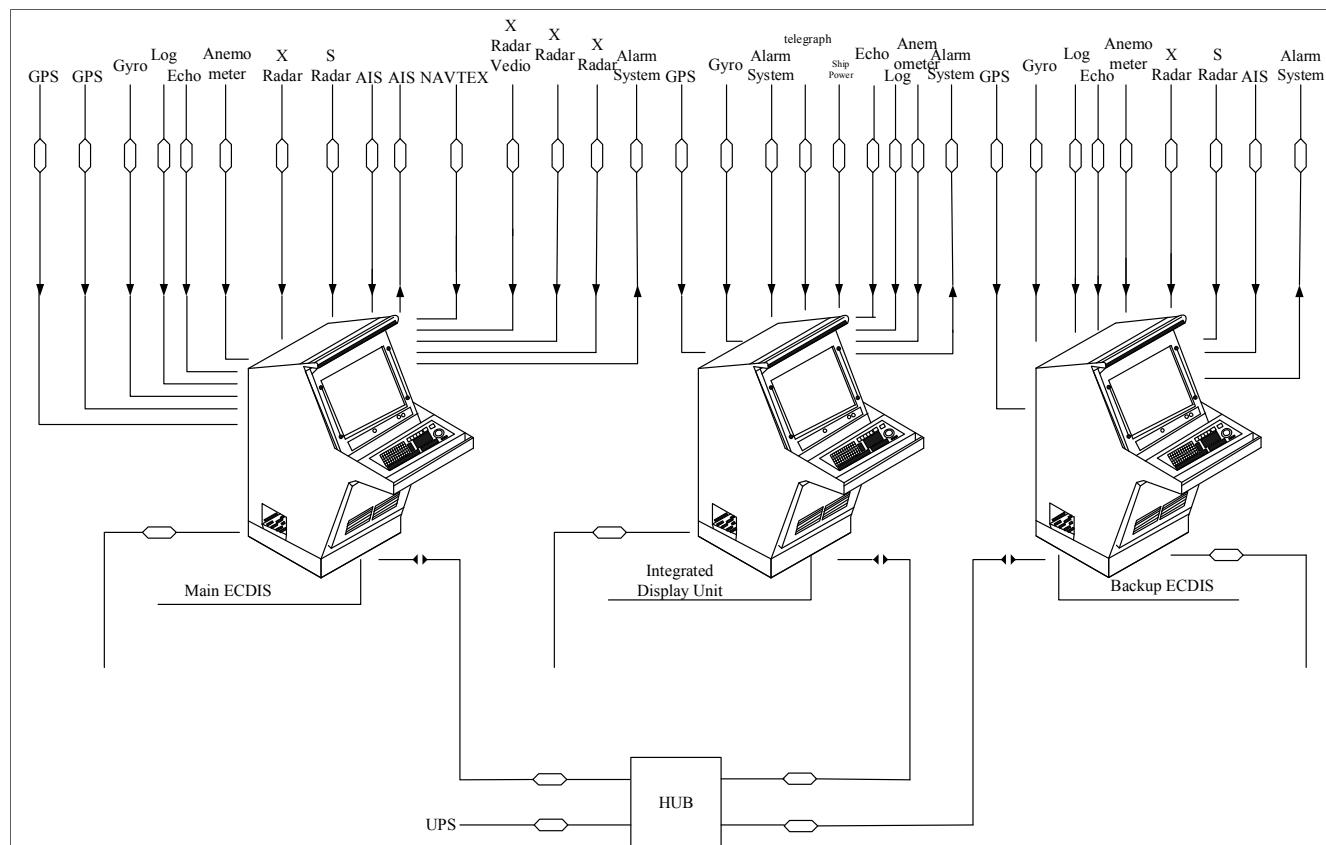 GPS
GPS
Gyro
Log
Echo
Anemo
meter
X
Radar
S
Radar
AIS
AIS
NAVTEX
X
Radar
Vedio
X
Radar
X
Radar
Alarm
System
GPS
Gyro
Alarm
System
telegraph
Ship
Power
Echo
Log
Anem
ometer
Alarm
System
GPS
Gyro
Log
Echo
Anemo
meter
X
Radar
S
Radar
AIS
Alarm
System
Main ECDIS
Integrated
Display Unit
Backup ECDIS
HUB
UPS